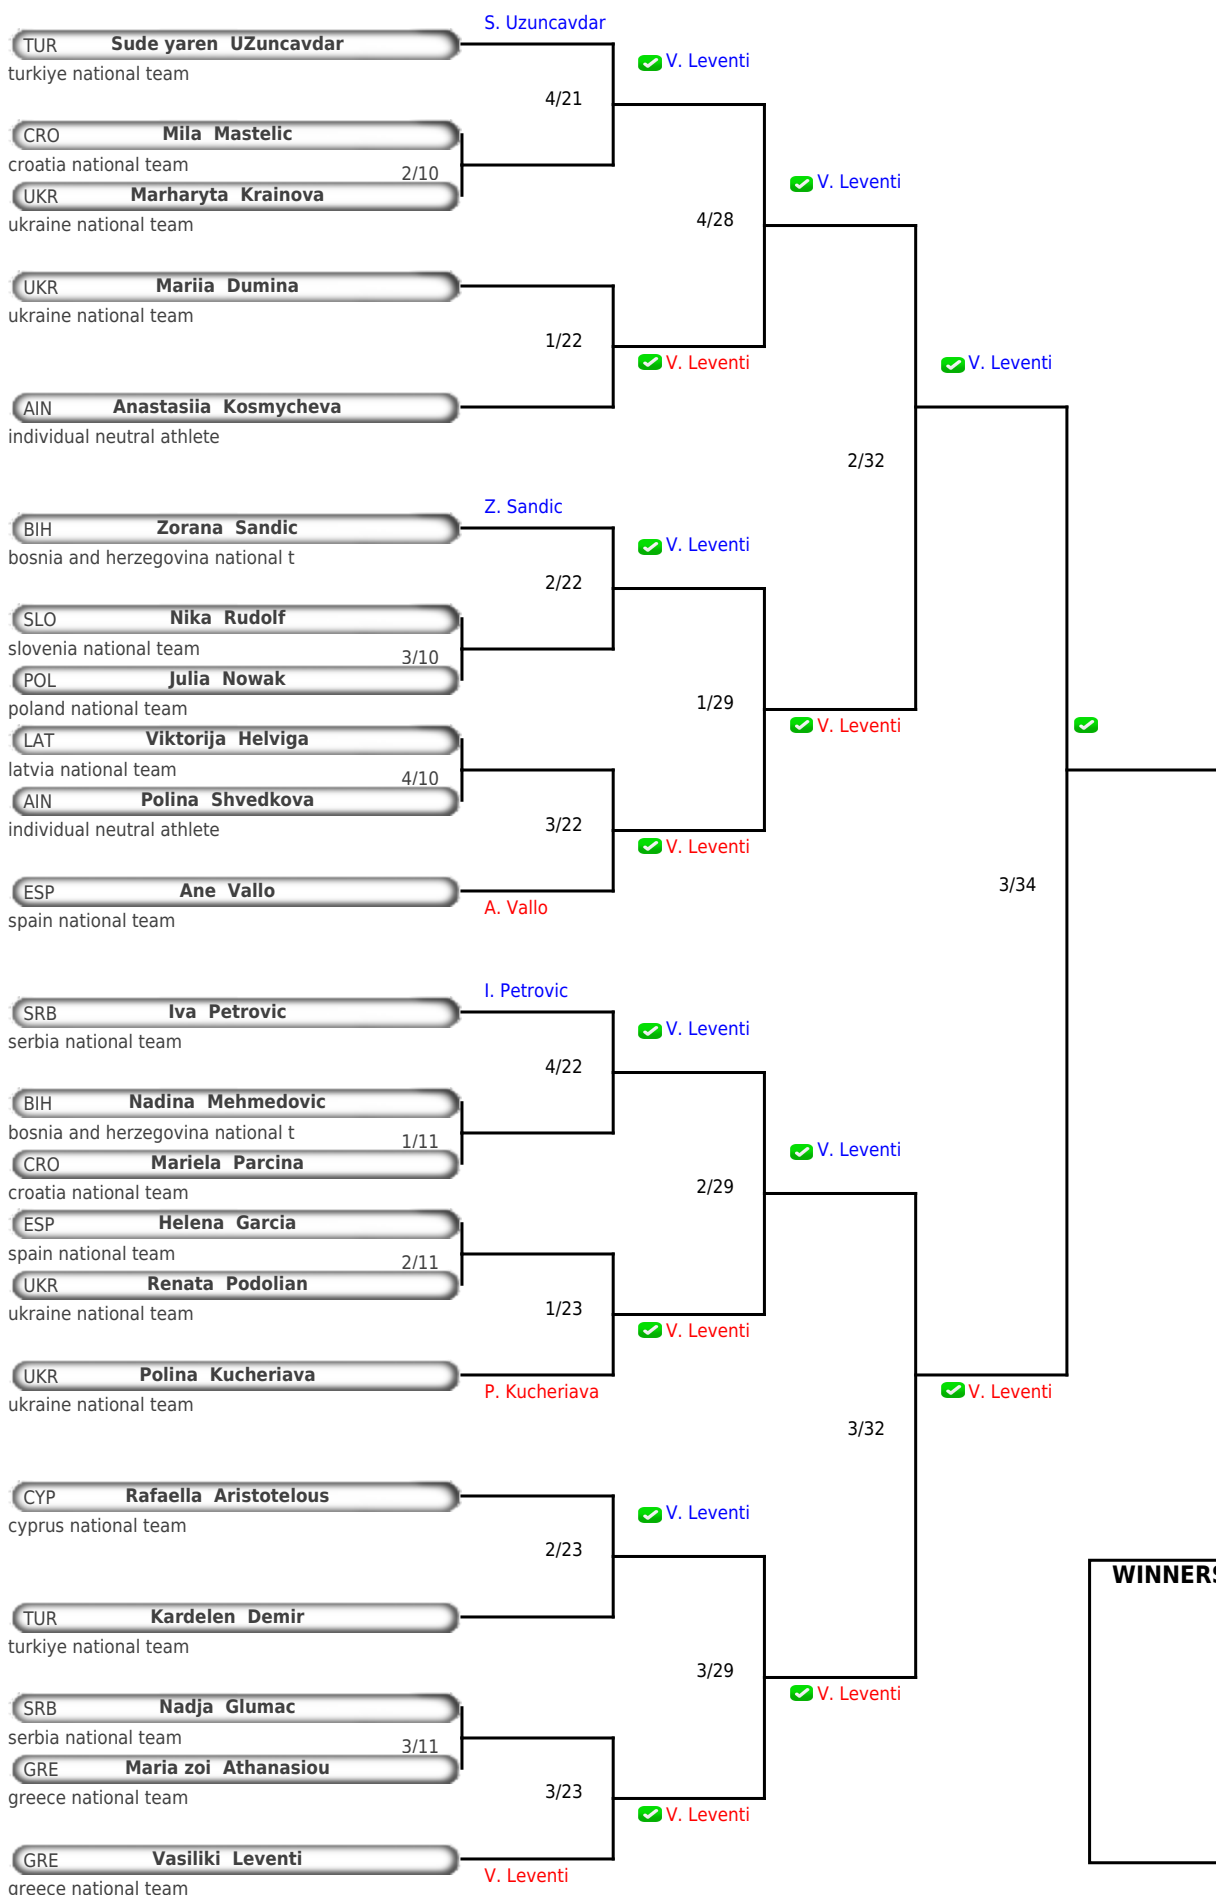 S. Uzuncavdar
TUR Sude yaren UZuncavdar
turkiye national team
V. Leventi
4/21
CRO Mila Mastelic
croatia national team
2/10
UKR Marharyta Krainova
ukraine national team
V. Leventi
4/28
UKR Mariia Dumina
ukraine national team
1/22
V. Leventi
V. Leventi
AIN Anastasiia Kosmycheva
individual neutral athlete
2/32
Z. Sandic
BIH Zorana Sandic
bosnia and herzegovina national t
V. Leventi
2/22
SLO Nika Rudolf
slovenia national team
3/10
POL Julia Nowak
poland national team
1/29
V. Leventi
LAT Viktorija Helviga
latvia national team
4/10
AIN Polina Shvedkova
individual neutral athlete
3/22
V. Leventi
3/34
ESP Ane Vallo
A. Vallo
spain national team
I. Petrovic
SRB Iva Petrovic
serbia national team
V. Leventi
4/22
BIH Nadina Mehmedovic
bosnia and herzegovina national t
1/11
V. Leventi
CRO Mariela Parcina
croatia national team
2/29
ESP Helena Garcia
spain national team
2/11
UKR Renata Podolian
ukraine national team
1/23
V. Leventi
UKR Polina Kucheriava
P. Kucheriava
V. Leventi
ukraine national team
3/32
CYP Rafaella Aristotelous
cyprus national team
V. Leventi
2/23
WINNERS
TUR Kardelen Demir
turkiye national team
3/29
V. Leventi
SRB Nadja Glumac
serbia national team
3/11
GRE Maria zoi Athanasiou
greece national team
3/23
V. Leventi
GRE Vasiliki Leventi
V. Leventi
greece national team